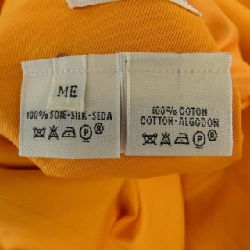 ME
100% SOIE-SILK-SEDA
P
®
100% COTON
COTTON-ALGODON
P
®